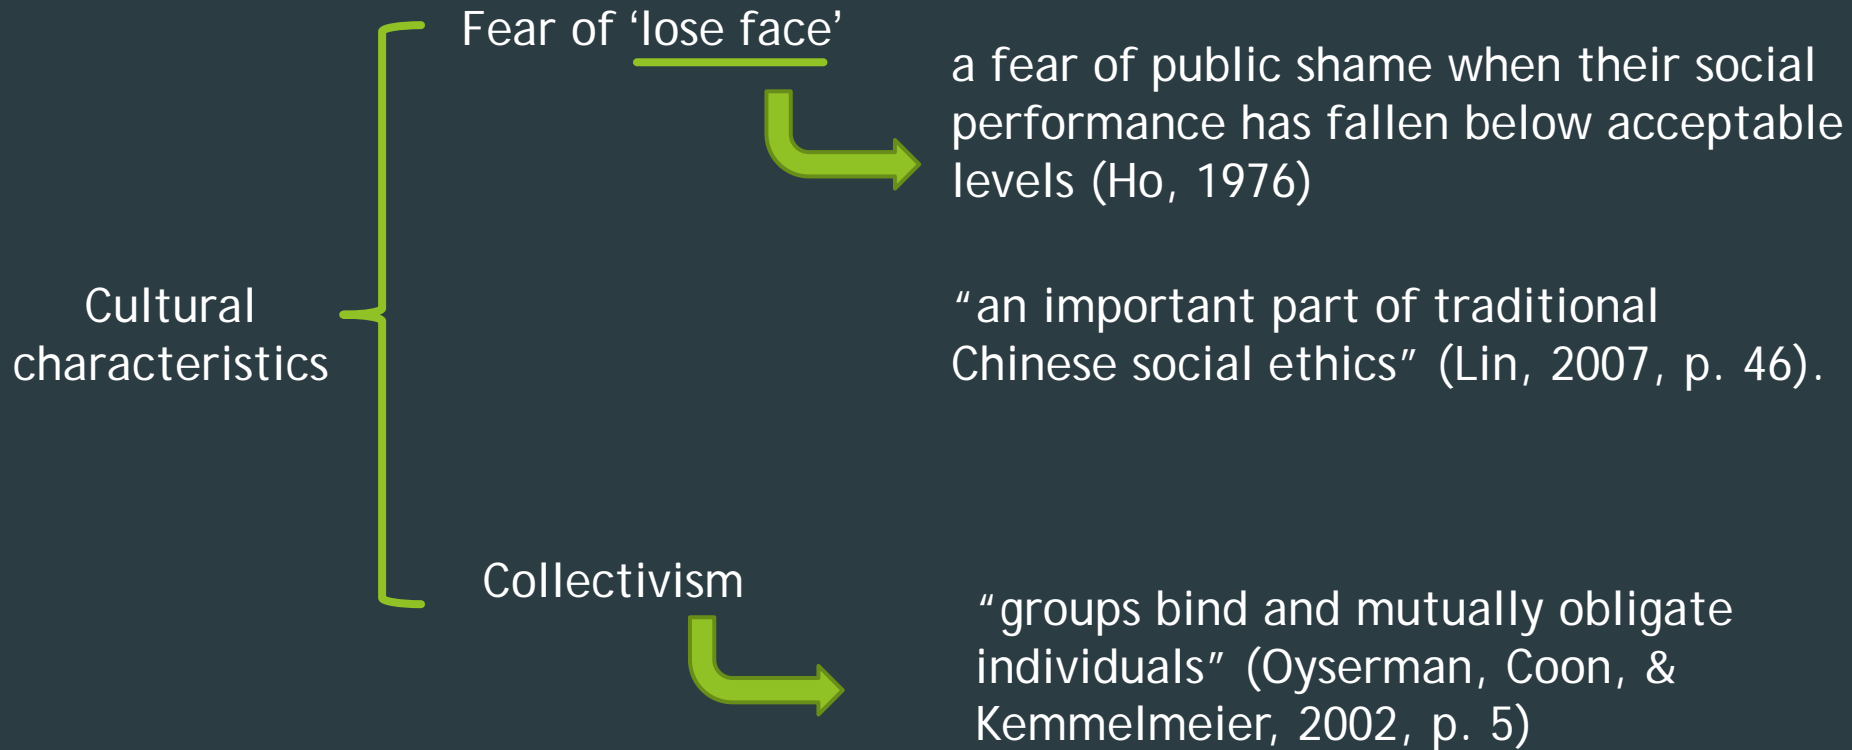 Cultural
characteristics
Fear of ‘lose face’
a fear of public shame when their social
performance has fallen below acceptable
levels (Ho, 1976)
“an important part of traditional
Chinese social ethics” (Lin, 2007, p. 46).
Collectivism
“groups bind and mutually obligate
individuals” (Oyserman, Coon, &
Kemmelmeier, 2002, p. 5)